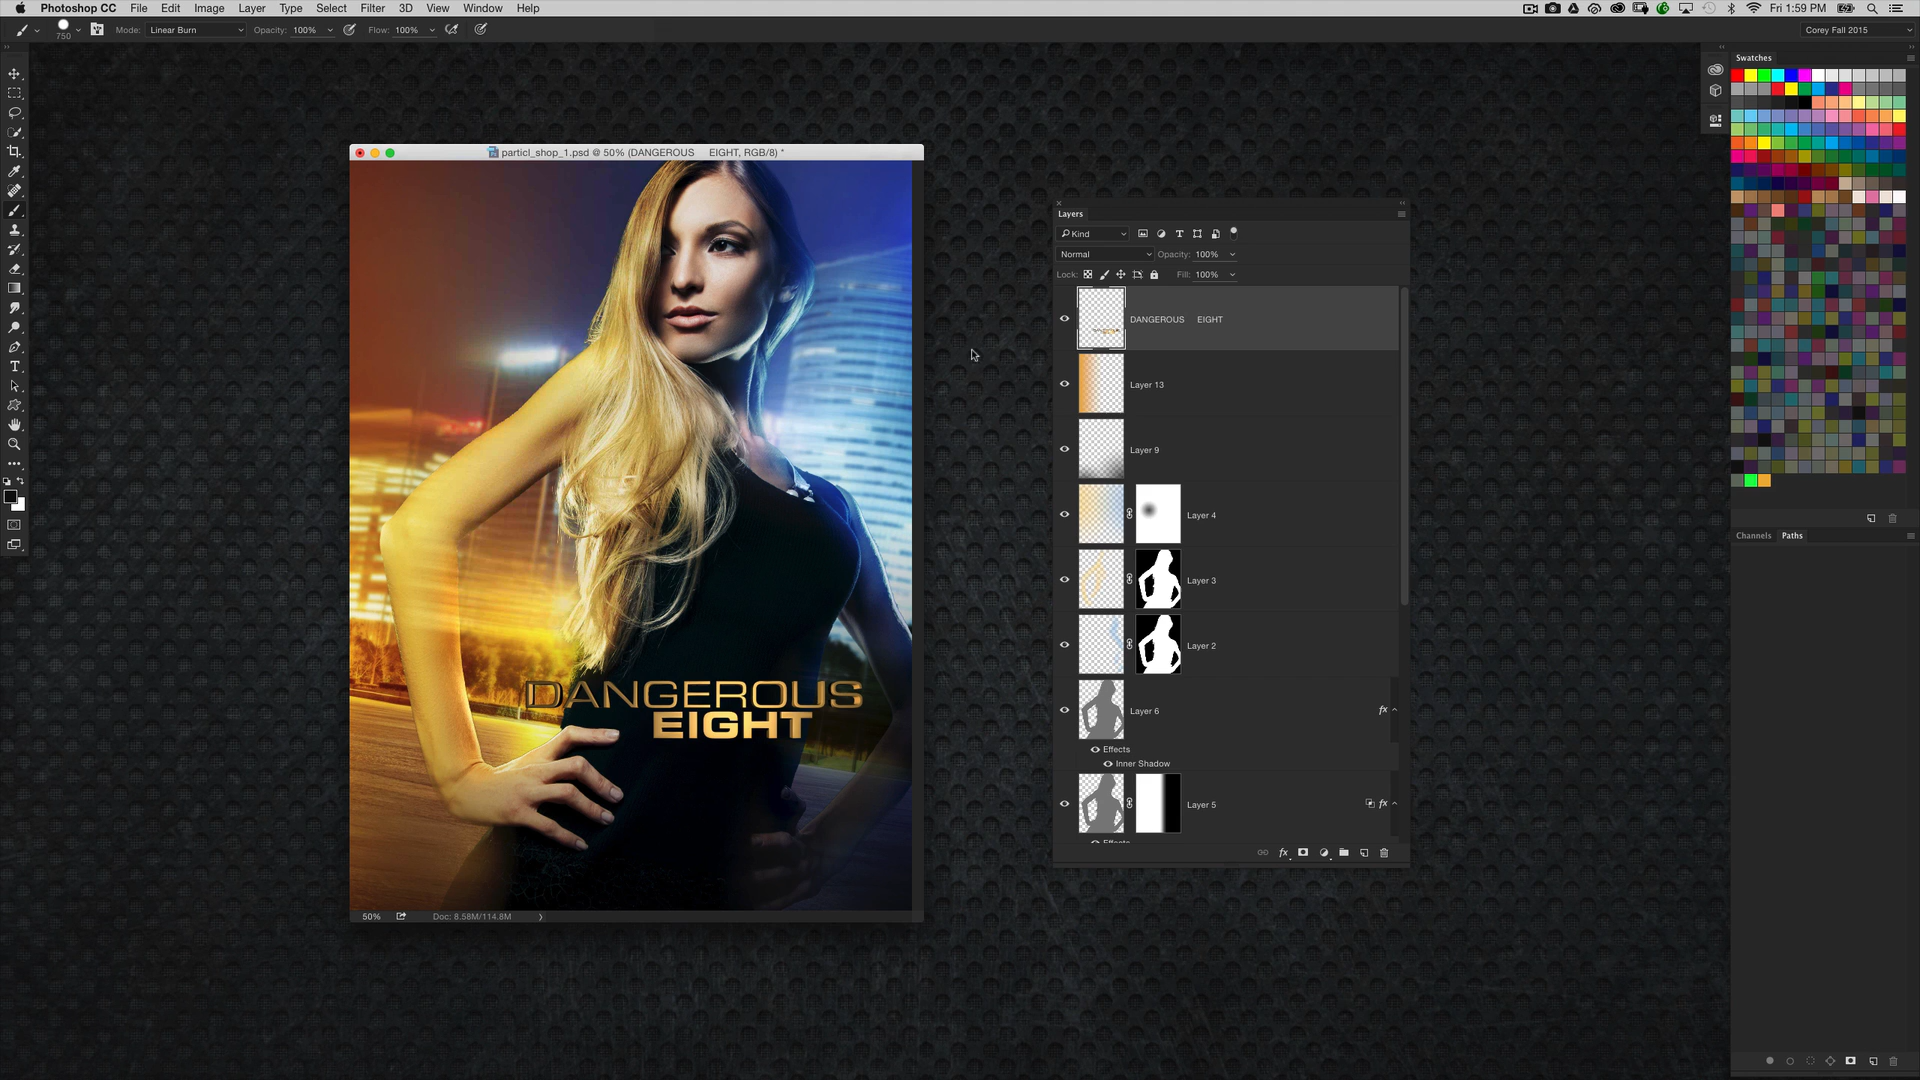 Photoshop CC File Edit Image Layer Type Select Filter 3D View Window Help
Fri 1:59 PM
750 Mode: Linear Burn Opacity: 100% Flow: 100%
Corey Fall 2015
Swatches
particl_shop_1.psd @ 50% (DANGEROUS EIGHT, RGB/8) *
Layers
Kind
Normal Opacity: 100%
Lock: Fill: 100%
DANGEROUS EIGHT
Layer 13
Layer 9
Layer 4
Layer 3
Layer 2
Layer 6 fx
Effects
Inner Shadow
Layer 5 fx
Effects
fx
DANGEROUS
EIGHT
50% Doc: 8.58M/114.8M
Channels Paths